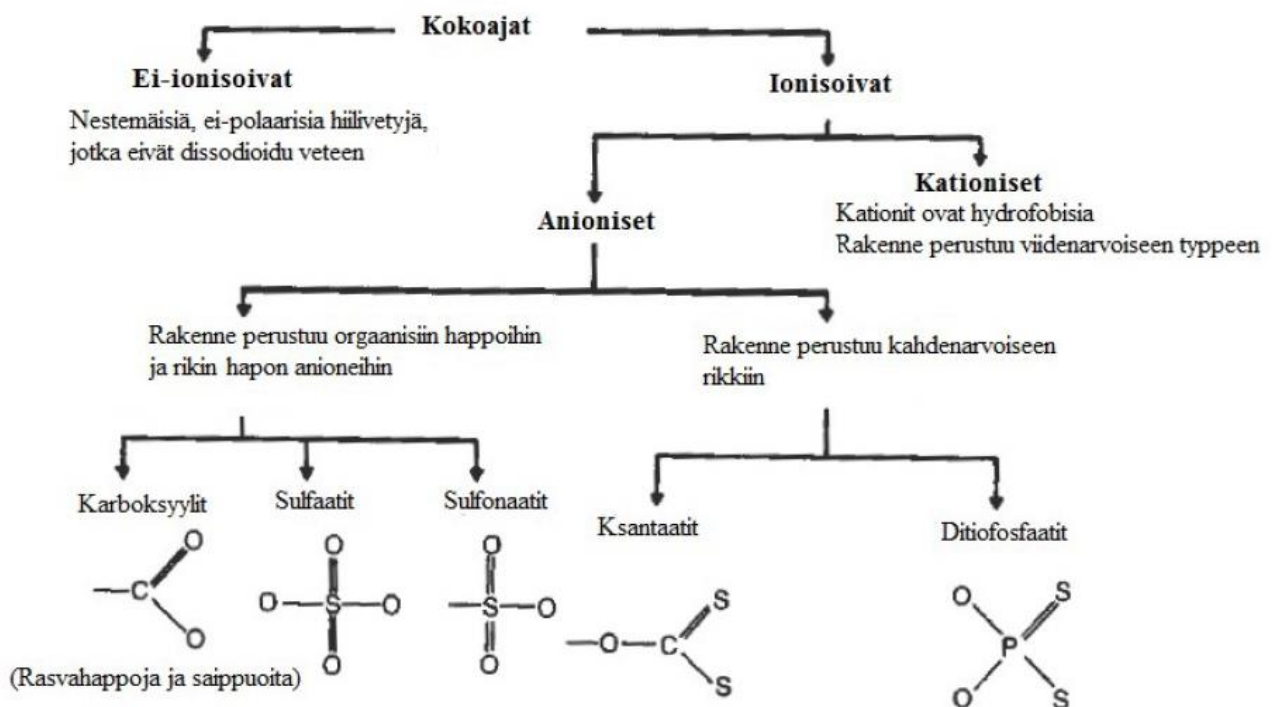 Kokoajat
Ei-ionisoivat
Nestemäisiä, ei-polaarisia hiilivetyjä,
jotka eivät dissodioidu veteen
Ionisoivat
Kationiset
Kationit ovat hydrofobisia
Rakenne perustuu viidenarvoiseen typpeen
Anioniset
Rakenne perustuu orgaanisiin happoihin
ja rikin hapon anioneihin
Rakenne perustuu kahdenarvoiseen
rikkiin
Karboksyylit
O
C
O
(Rasvahappoja ja saippuoita)
Sulfaatit
O
O S O
O
Sulfonaatit
O
S O
O
Ksantaatit
S
O C
S
Ditiofosfaatit
O S
P
O S